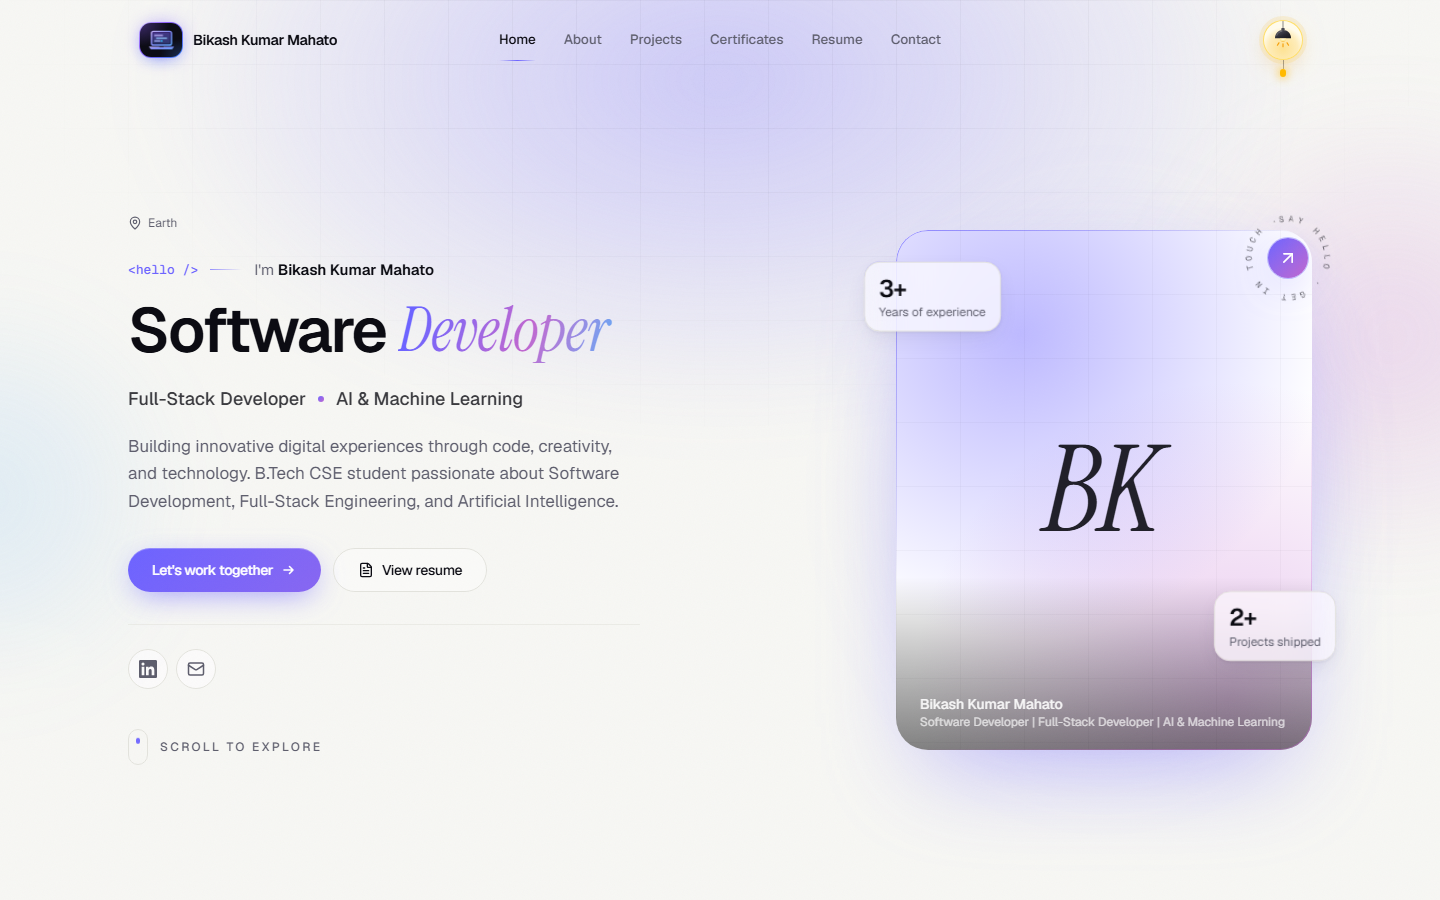 Bikash Kumar Mahato
Home About Projects Certificates Resume Contact
Earth
<hello /> I'm Bikash Kumar Mahato
Software Developer
Full-Stack Developer • AI & Machine Learning
Building innovative digital experiences through code, creativity,
and technology. B.Tech CSE student passionate about Software
Development, Full-Stack Engineering, and Artificial Intelligence.
Let's work together →
View resume
in
SCROLL TO EXPLORE
· SAY HELLO · GET IN TOUCH
3+
Years of experience
BK
2+
Projects shipped
Bikash Kumar Mahato
Software Developer | Full-Stack Developer | AI & Machine Learning